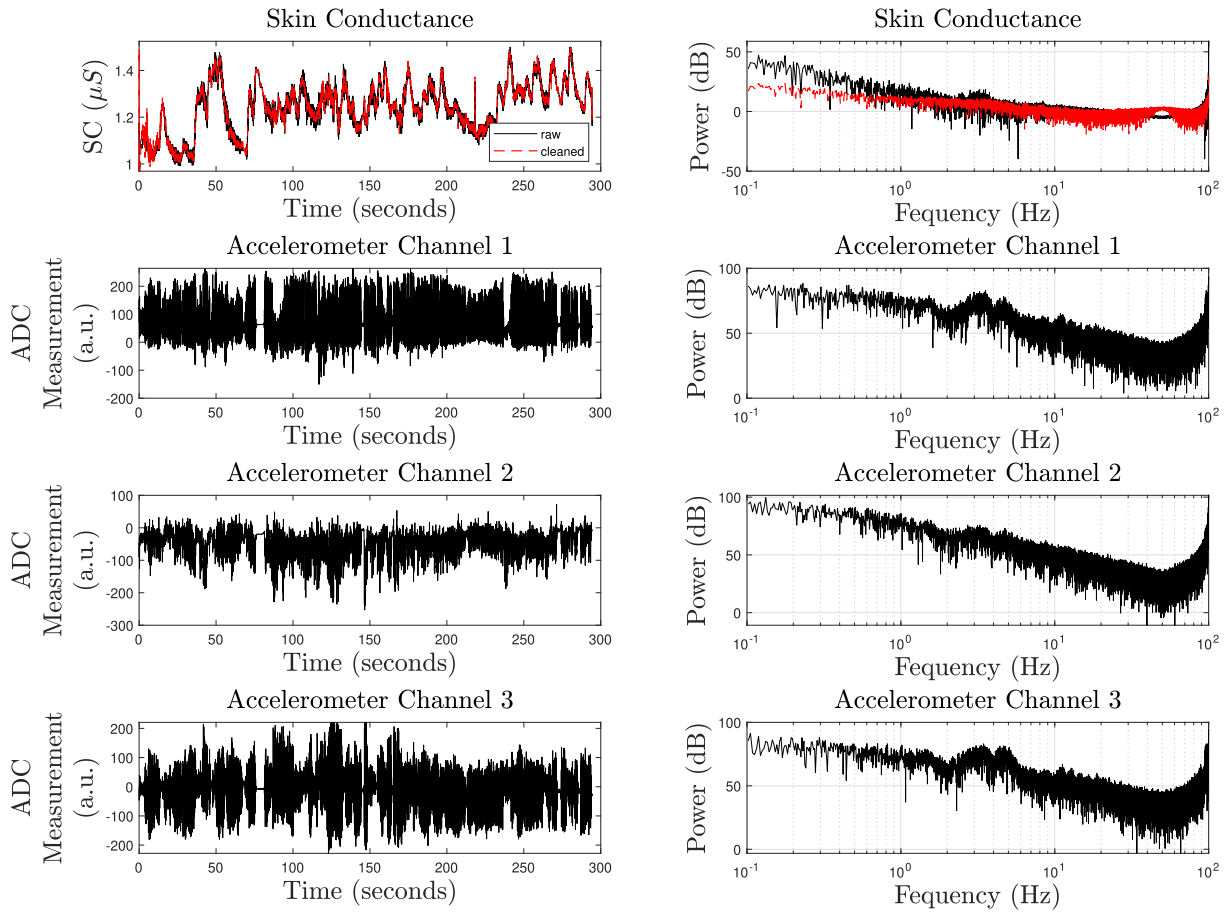 Skin Conductance
SC (μS)
1.4
1.2
1
raw
cleaned
0 50 100 150 200 250 300
Time (seconds)
Skin Conductance
Power (dB)
50
0
-50
10^-1 10^0 10^1 10^2
Fequency (Hz)
Accelerometer Channel 1
ADC
Measurement
(a.u.)
200
100
0
-100
-200
0 50 100 150 200 250 300
Time (seconds)
Accelerometer Channel 1
Power (dB)
100
50
0
10^-1 10^0 10^1 10^2
Fequency (Hz)
Accelerometer Channel 2
ADC
Measurement
(a.u.)
100
0
-100
-200
-300
0 50 100 150 200 250 300
Time (seconds)
Accelerometer Channel 2
Power (dB)
100
50
0
10^-1 10^0 10^1 10^2
Fequency (Hz)
Accelerometer Channel 3
ADC
Measurement
(a.u.)
200
100
0
-100
-200
0 50 100 150 200 250 300
Time (seconds)
Accelerometer Channel 3
Power (dB)
100
50
0
10^-1 10^0 10^1 10^2
Fequency (Hz)